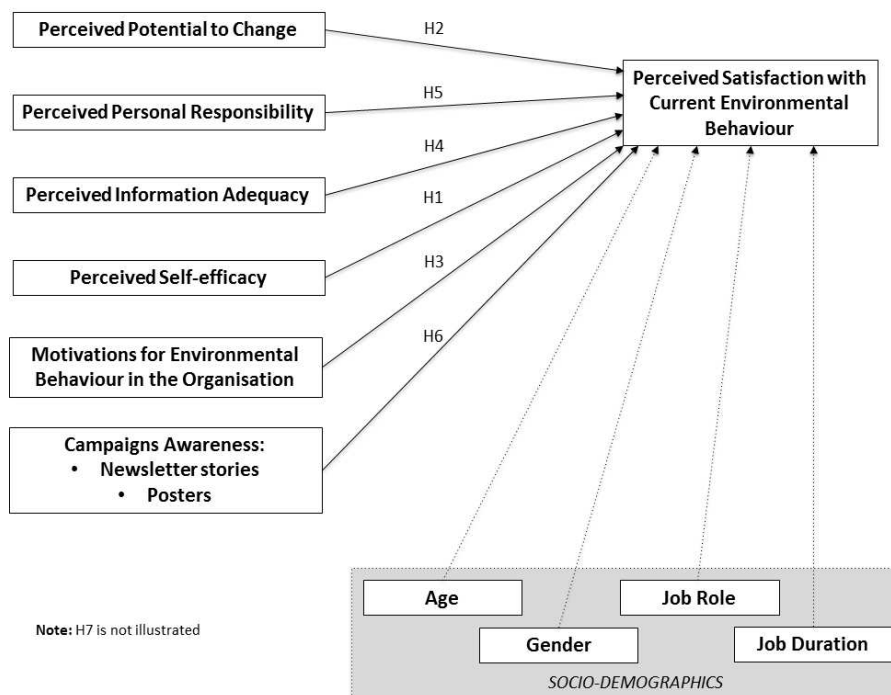 Perceived Potential to Change
H2
Perceived Satisfaction with
Current Environmental
Behaviour
Perceived Personal Responsibility
H5
Perceived Information Adequacy
H4
Perceived Self-efficacy
H1
Motivations for Environmental
Behaviour in the Organisation
H3
Campaigns Awareness:
• Newsletter stories
• Posters
H6
Age
Job Role
Gender
Job Duration
SOCIO-DEMOGRAPHICS
Note: H7 is not illustrated